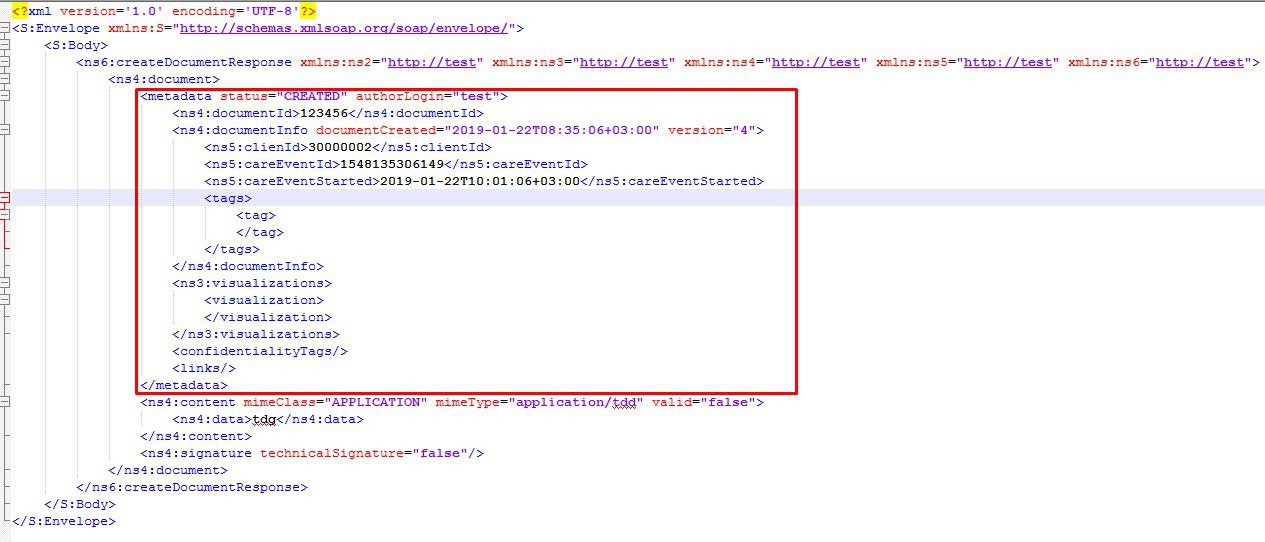 <?xml version='1.0' encoding='UTF-8'?>
<S:Envelope xmlns:S="http://schemas.xmlsoap.org/soap/envelope/">
<S:Body>
<ns6:createDocumentResponse xmlns:ns2="http://test" xmlns:ns3="http://test" xmlns:ns4="http://test" xmlns:ns5="http://test" xmlns:ns6="http://test">
<ns4:document>
<metadata status="CREATED" authorLogin="test">
<ns4:documentId>123456</ns4:documentId>
<ns4:documentInfo documentCreated="2019-01-22T08:35:06+03:00" version="4">
<ns5:clienId>30000002</ns5:clientId>
<ns5:careEventId>1548135306149</ns5:careEventId>
<ns5:careEventStarted>2019-01-22T10:01:06+03:00</ns5:careEventStarted>
<tags>
<tag>
</tag>
</tags>
</ns4:documentInfo>
<ns3:visualizations>
<visualization>
</visualization>
</ns3:visualizations>
<confidentialityTags/>
<links/>
</metadata>
<ns4:content mimeClass="APPLICATION" mimeType="application/tdd" valid="false">
<ns4:data>tdg</ns4:data>
</ns4:content>
<ns4:signature technicalSignature="false"/>
</ns4:document>
</ns6:createDocumentResponse>
</S:Body>
</S:Envelope>